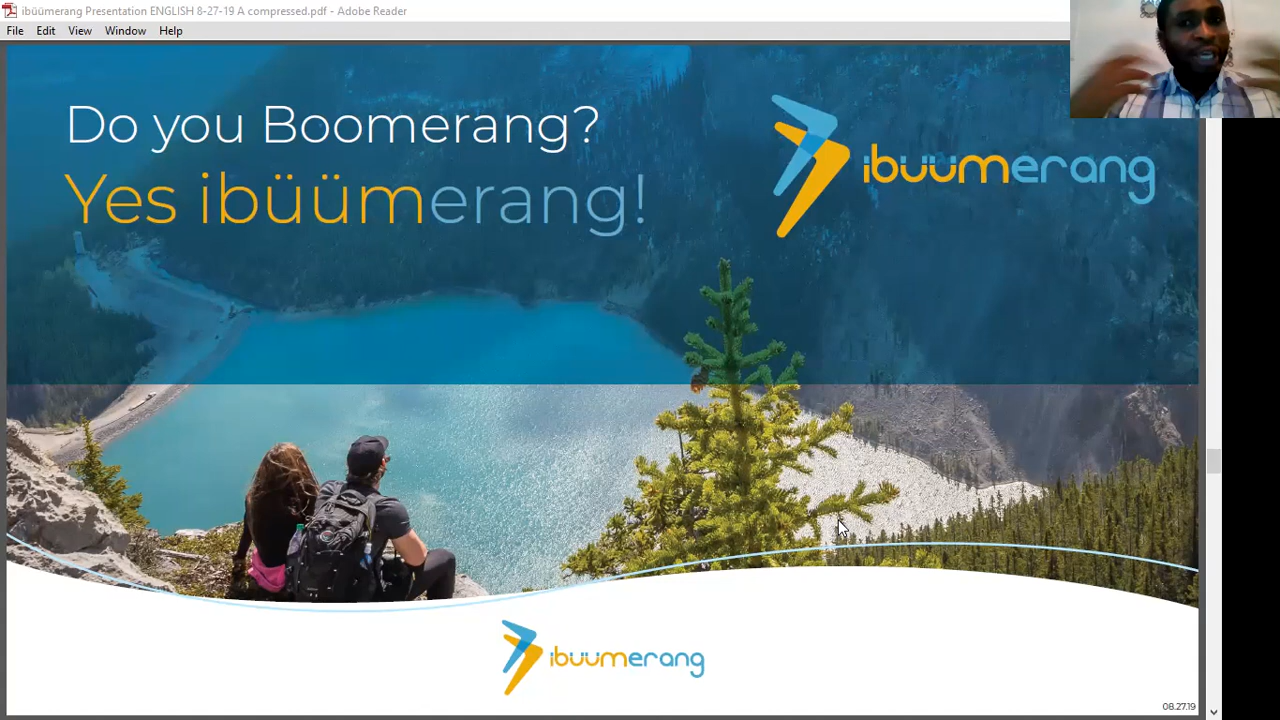 ibüümerang Presentation ENGLISH 8-27-19 A compressed.pdf - Adobe Reader
File Edit View Window Help
Do you Boomerang?
Yes ibüümerang!
ibüümerang
ibüümerang
08.27.19